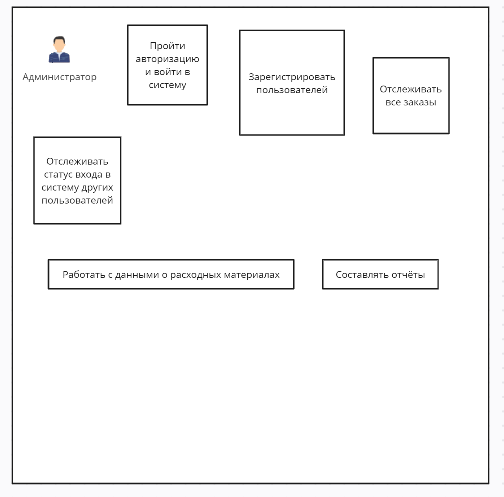 Администратор
Пройти
авторизацию
и войти в
систему
Зарегистрировать
пользователей
Отслеживать
все заказы
Отслеживать
статус входа в
систему других
пользователей
Работать с данными о расходных материалах
Составлять отчёты